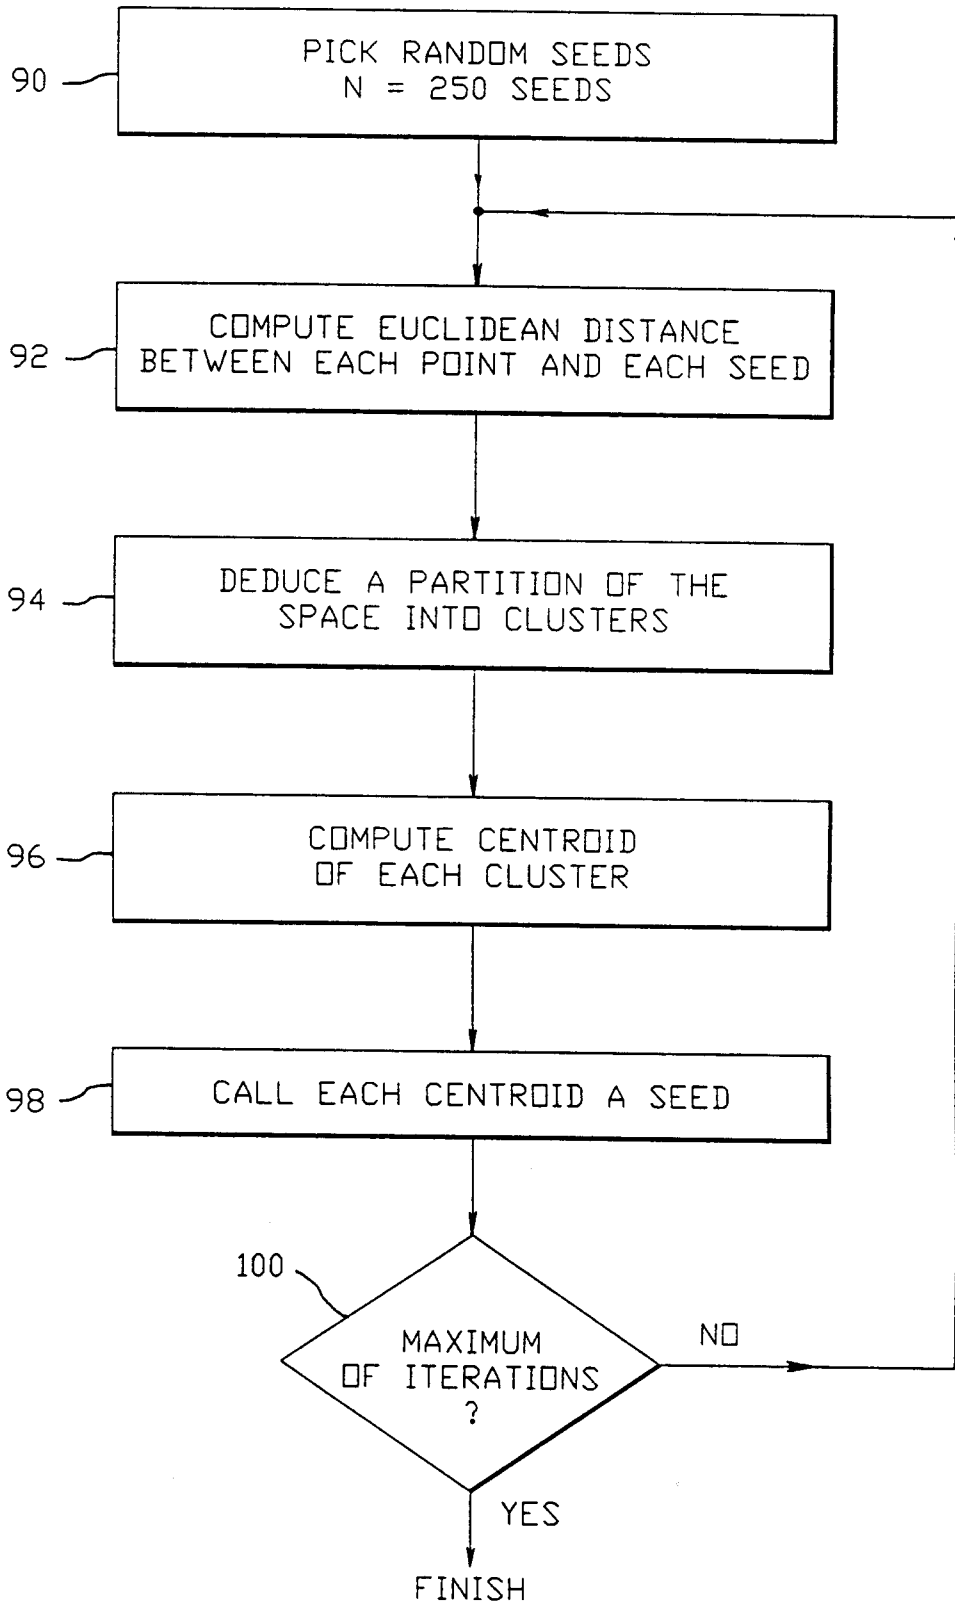 PICK RANDOM SEEDS
N = 250 SEEDS
90
COMPUTE EUCLIDEAN DISTANCE
BETWEEN EACH POINT AND EACH SEED
92
DEDUCE A PARTITION OF THE
SPACE INTO CLUSTERS
94
COMPUTE CENTROID
OF EACH CLUSTER
96
CALL EACH CENTROID A SEED
98
100
MAXIMUM
OF ITERATIONS
?
NO
YES
FINISH